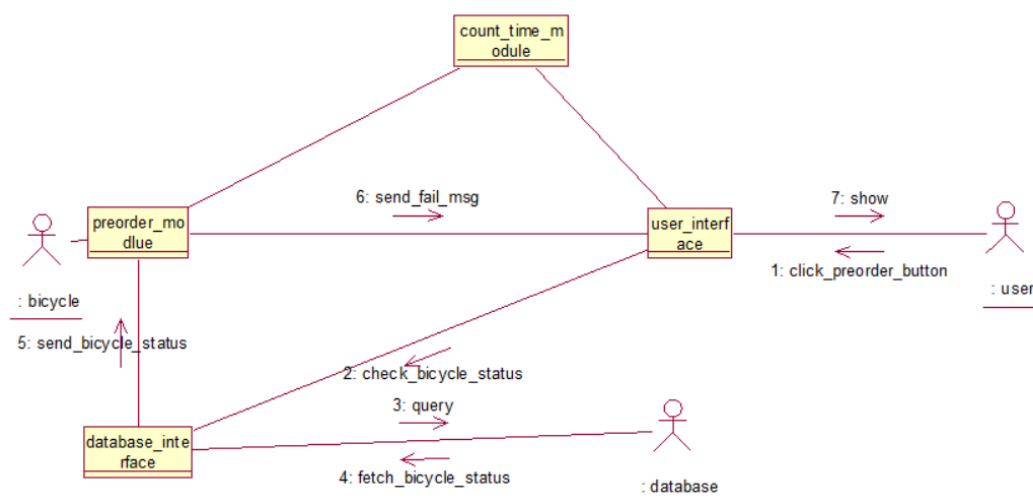 count_time_m
odule
6: send_fail_msg
7: show
preorder_mo
dlue
user_interf
ace
1: click_preorder_button
: bicycle
: user
5: send_bicycle_status
2: check_bicycle_status
3: query
database_inte
rface
4: fetch_bicycle_status
: database